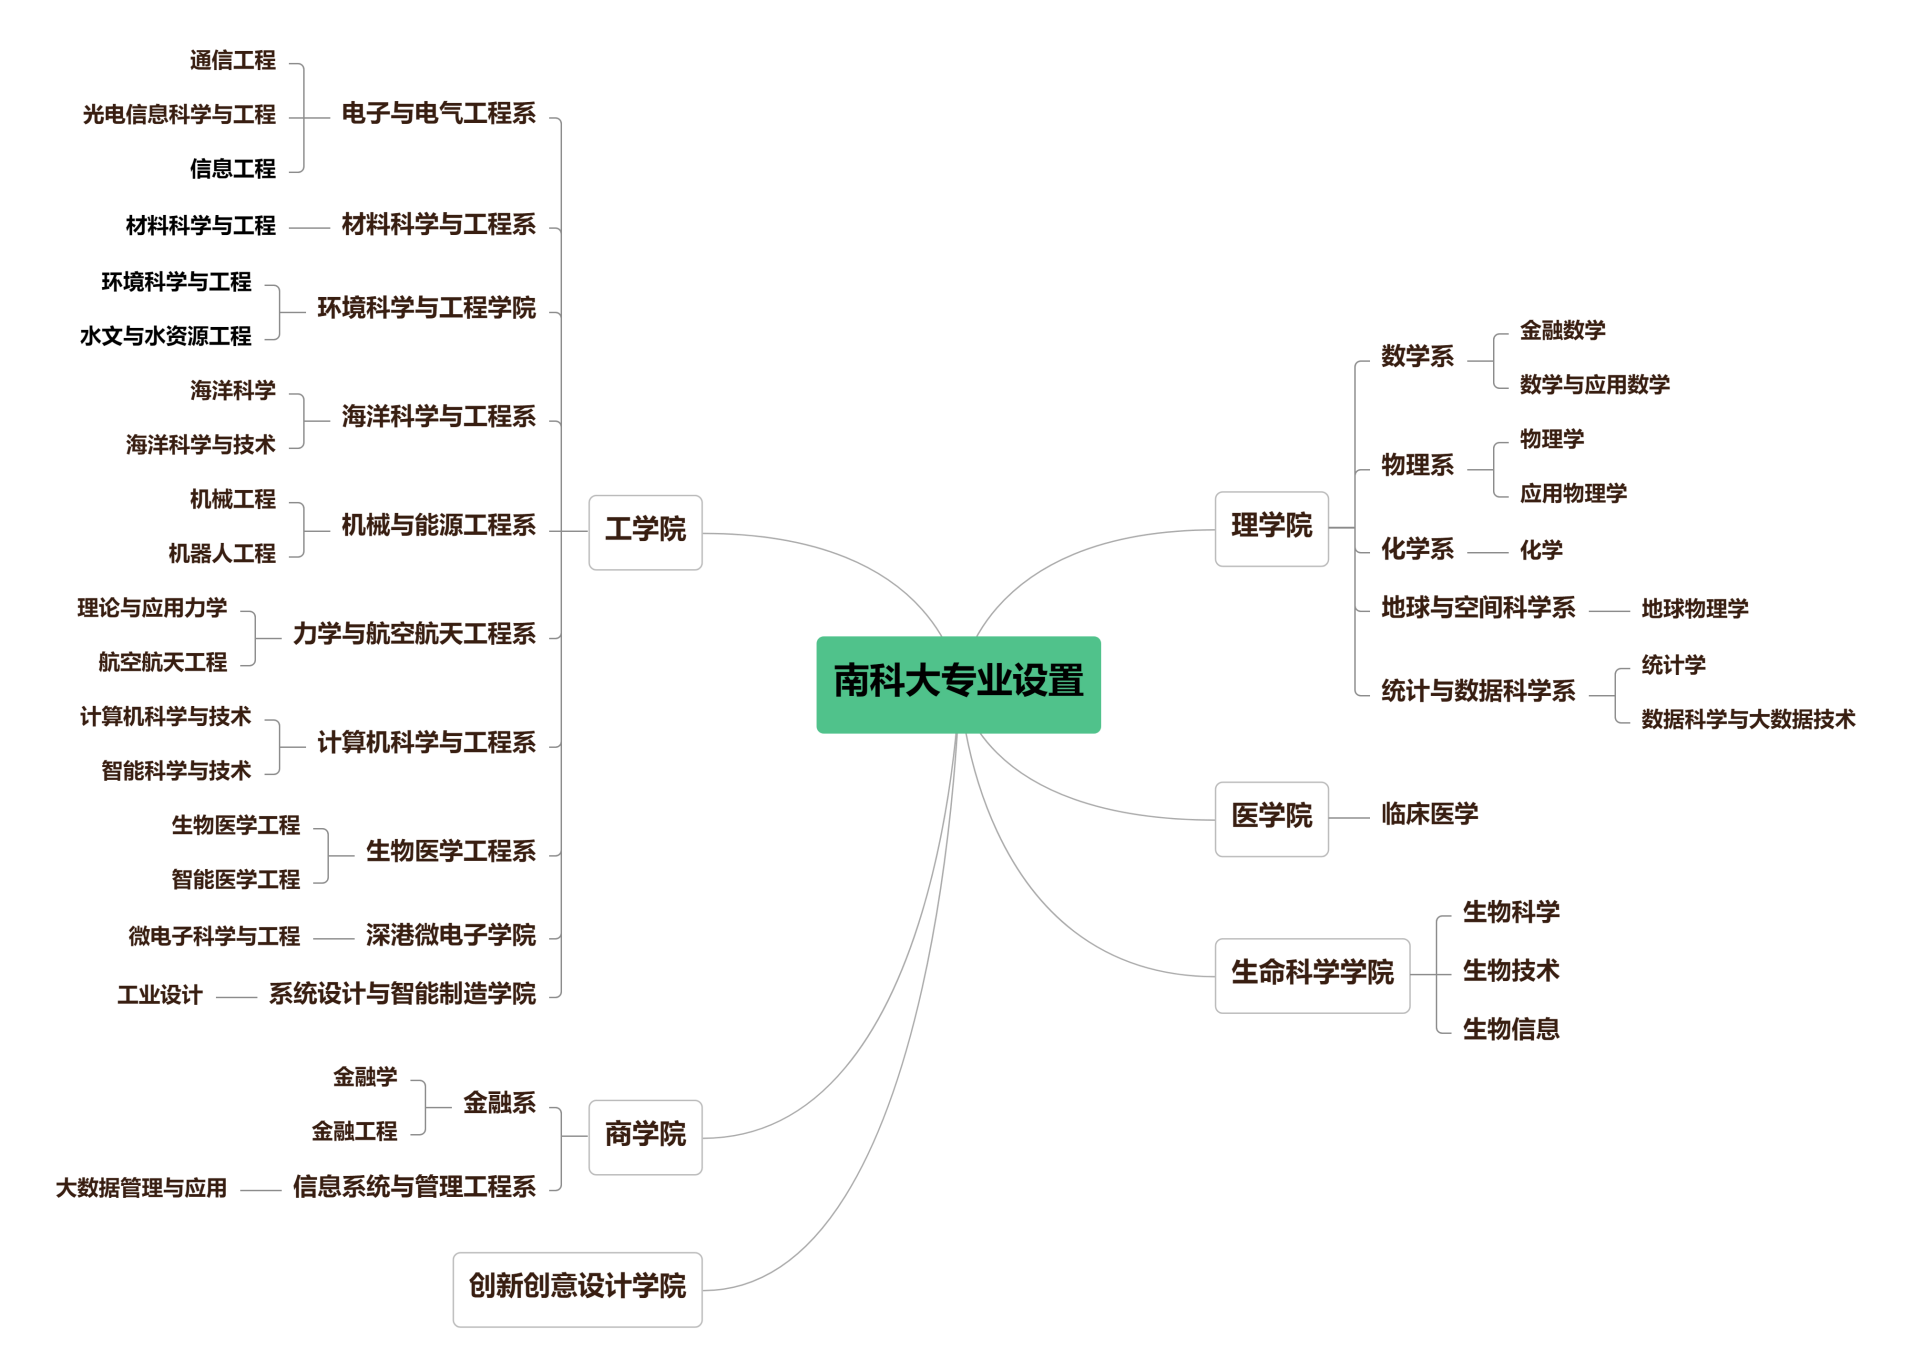 南科大专业设置
工学院
电子与电气工程系
通信工程
光电信息科学与工程
信息工程
材料科学与工程系
材料科学与工程
环境科学与工程学院
环境科学与工程
水文与水资源工程
海洋科学与工程系
海洋科学
海洋科学与技术
机械与能源工程系
机械工程
机器人工程
力学与航空航天工程系
理论与应用力学
航空航天工程
计算机科学与工程系
计算机科学与技术
智能科学与技术
生物医学工程系
生物医学工程
智能医学工程
深港微电子学院
微电子科学与工程
系统设计与智能制造学院
工业设计
商学院
金融系
金融学
金融工程
信息系统与管理工程系
大数据管理与应用
创新创意设计学院
理学院
数学系
金融数学
数学与应用数学
物理系
物理学
应用物理学
化学系
化学
地球与空间科学系
地球物理学
统计与数据科学系
统计学
数据科学与大数据技术
医学院
临床医学
生命科学学院
生物科学
生物技术
生物信息